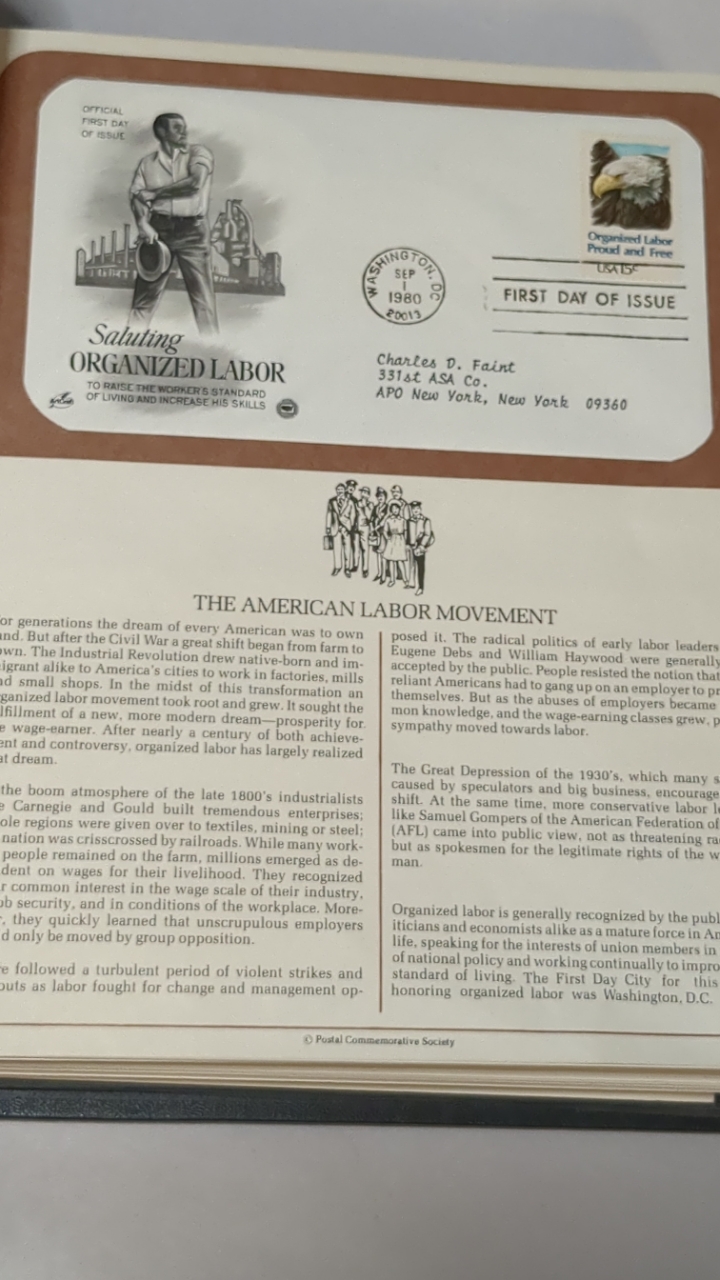 OFFICIAL
FIRST DAY
OF ISSUE
Organized Labor
Proud and Free
USA 15c
WASHINGTON, DC
SEP
1
1980
20013
FIRST DAY OF ISSUE
Saluting
ORGANIZED LABOR
TO RAISE THE WORKER'S STANDARD
OF LIVING AND INCREASE HIS SKILLS
Charles D. Faint
331st ASA Co.
APO New York, New York 09360
THE AMERICAN LABOR MOVEMENT
or generations the dream of every American was to own
nd. But after the Civil War a great shift began from farm to
own. The Industrial Revolution drew native-born and im-
igrant alike to America's cities to work in factories, mills
nd small shops. In the midst of this transformation an
ganized labor movement took root and grew. It sought the
lfillment of a new, more modern dream—prosperity for
e wage-earner. After nearly a century of both achieve-
ent and controversy, organized labor has largely realized
at dream.
the boom atmosphere of the late 1800's industrialists
e Carnegie and Gould built tremendous enterprises;
ole regions were given over to textiles, mining or steel;
nation was crisscrossed by railroads. While many work-
people remained on the farm, millions emerged as de-
dent on wages for their livelihood. They recognized
r common interest in the wage scale of their industry,
ob security, and in conditions of the workplace. More-
r, they quickly learned that unscrupulous employers
d only be moved by group opposition.
e followed a turbulent period of violent strikes and
outs as labor fought for change and management op-
posed it. The radical politics of early labor leaders
Eugene Debs and William Haywood were generally
accepted by the public. People resisted the notion that
reliant Americans had to gang up on an employer to pr
themselves. But as the abuses of employers became
mon knowledge, and the wage-earning classes grew, p
sympathy moved towards labor.
The Great Depression of the 1930's, which many s
caused by speculators and big business, encourage
shift. At the same time, more conservative labor le
like Samuel Gompers of the American Federation of
(AFL) came into public view, not as threatening ra
but as spokesmen for the legitimate rights of the w
man.
Organized labor is generally recognized by the publ
iticians and economists alike as a mature force in Am
life, speaking for the interests of union members in
of national policy and working continually to impro
standard of living. The First Day City for this
honoring organized labor was Washington, D.C.
© Postal Commemorative Society